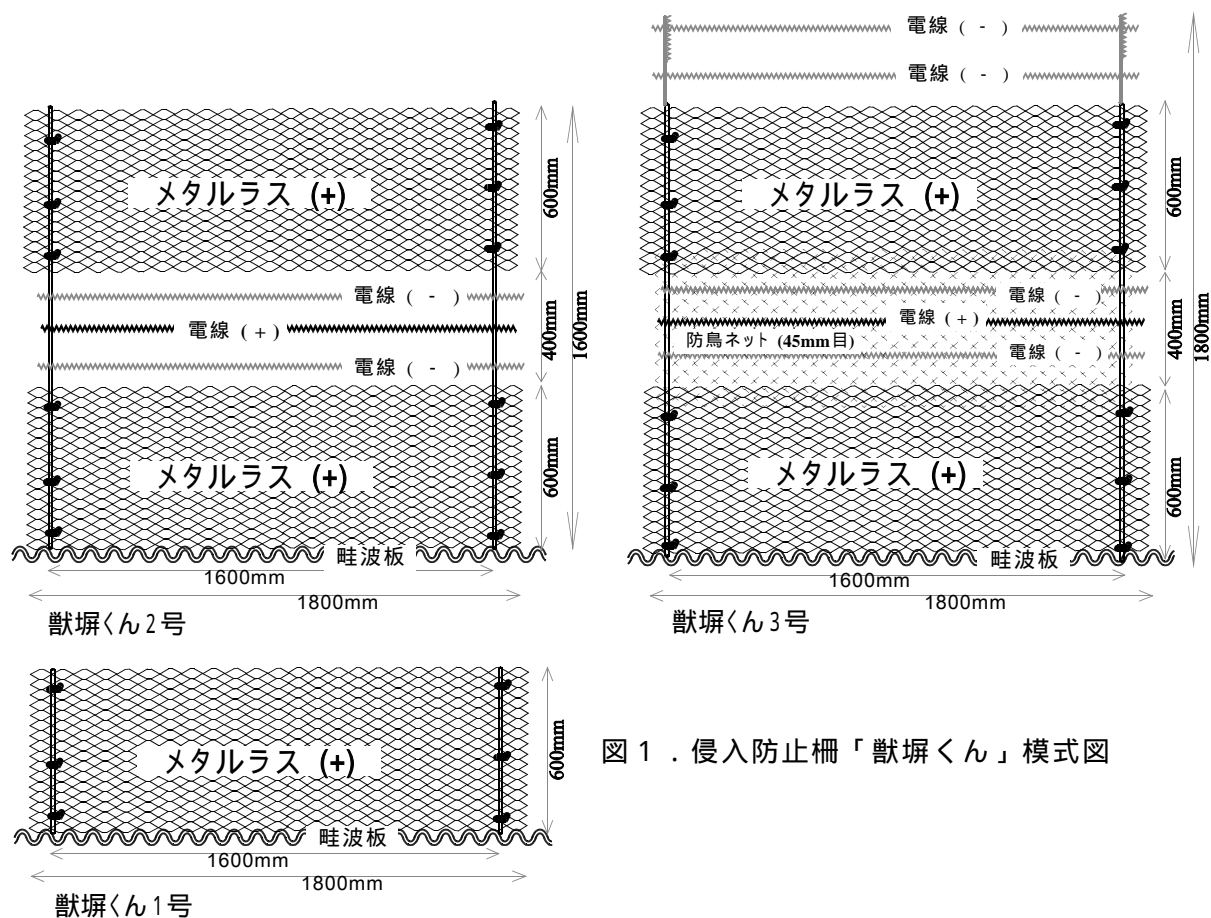 メタルラス (+)
600mm
電線 ( - )
電線 ( + )
電線 ( - )
400mm
1600mm
メタルラス (+)
600mm
畦波板
1600mm
1800mm
獣塀くん2号
電線 ( - )
電線 ( - )
メタルラス (+)
600mm
電線 ( - )
電線 ( + )
防鳥ネット (45mm目)
電線 ( - )
400mm
1800mm
メタルラス (+)
600mm
畦波板
1600mm
1800mm
獣塀くん3号
メタルラス (+)
600mm
畦波板
1600mm
1800mm
獣塀くん1号
図1．侵入防止柵「獣塀くん」模式図